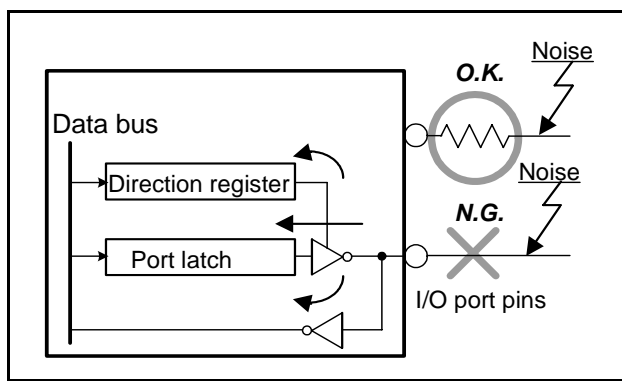 Noise
O.K.
Data bus
Noise
Direction register
N.G.
Port latch
I/O port pins